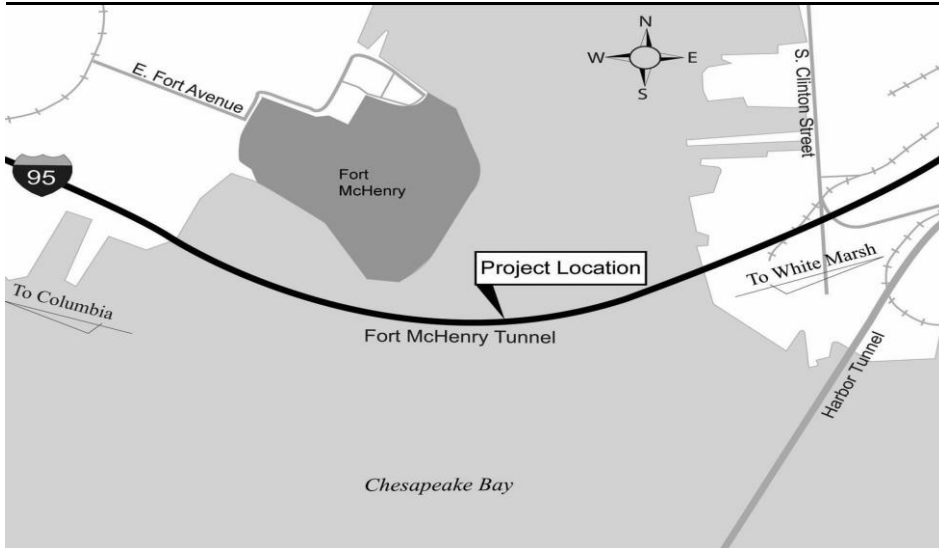 N
W
E
S
E. Fort Avenue
S. Clinton Street
95
Fort
McHenry
Project Location
To White Marsh
To Columbia
Fort McHenry Tunnel
Harbor Tunnel
Chesapeake Bay